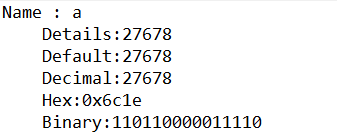 Name : a
Details:27678
Default:27678
Decimal:27678
Hex:0x6c1e
Binary:110110000011110